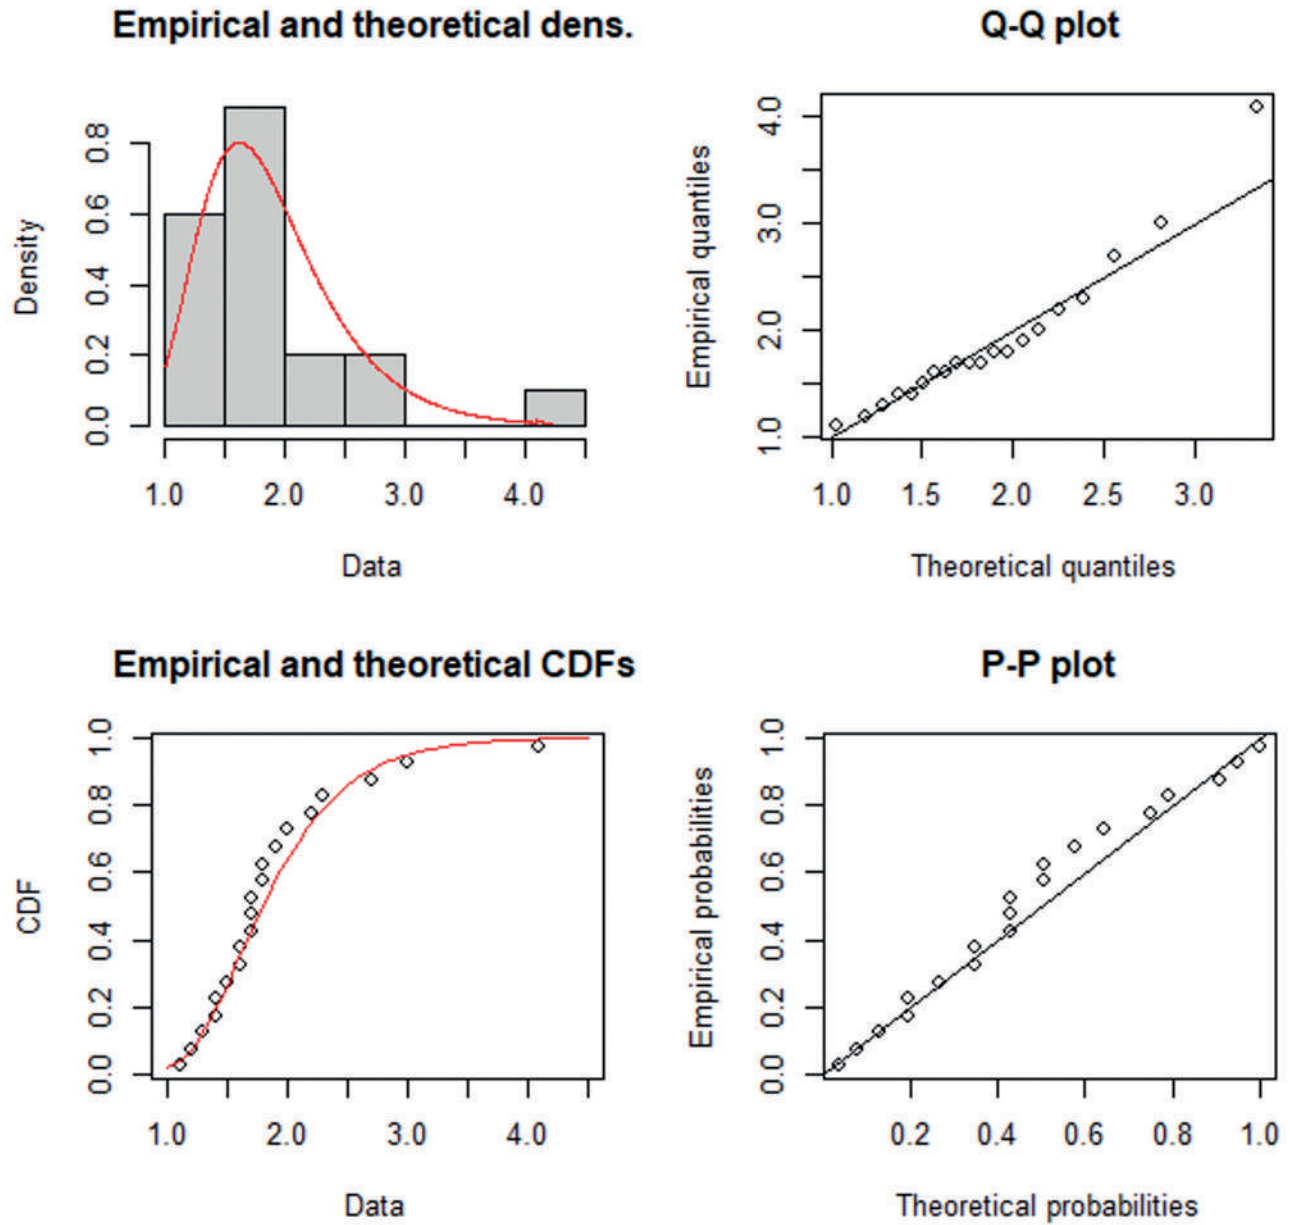 Empirical and theoretical dens.
Density
0.0 0.2 0.4 0.6 0.8
1.0 2.0 3.0 4.0
Data
Q-Q plot
Empirical quantiles
1.0 2.0 3.0 4.0
1.0 1.5 2.0 2.5 3.0
Theoretical quantiles
Empirical and theoretical CDFs
CDF
0.0 0.2 0.4 0.6 0.8 1.0
1.0 2.0 3.0 4.0
Data
P-P plot
Empirical probabilities
0.0 0.2 0.4 0.6 0.8 1.0
0.2 0.4 0.6 0.8 1.0
Theoretical probabilities